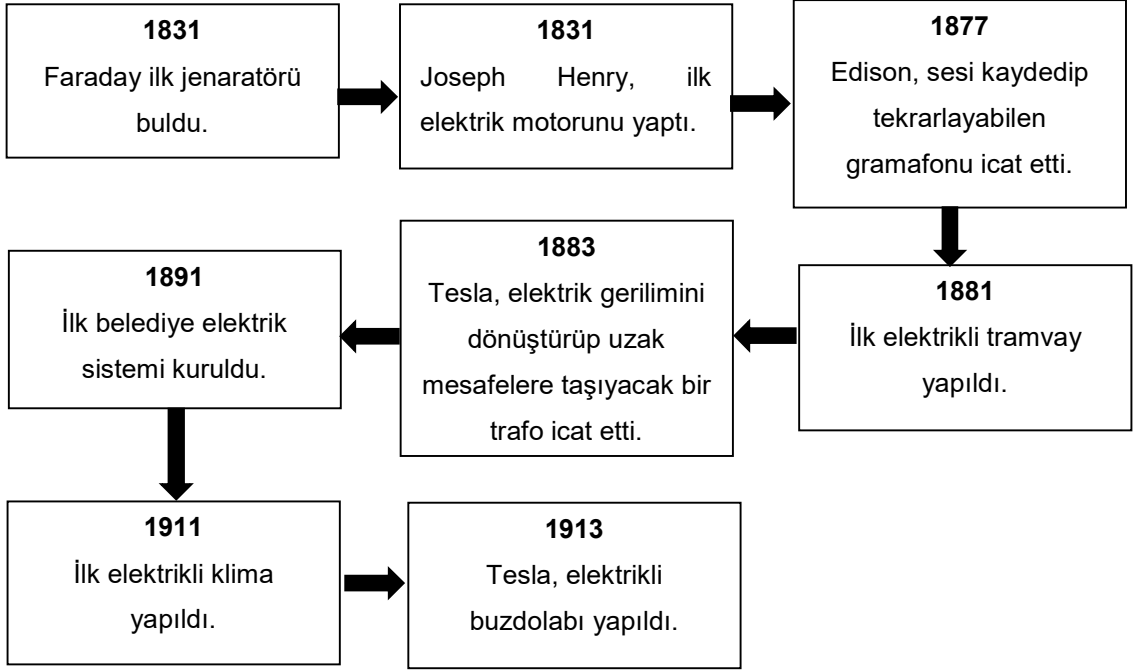 1831
Faraday ilk jenaratörü
buldu.
1831
Joseph Henry, ilk
elektrik motorunu yaptı.
1877
Edison, sesi kaydedip
tekrarlayabilen
gramafonu icat etti.
1881
İlk elektrikli tramvay
yapıldı.
1883
Tesla, elektrik gerilimini
dönüştürüp uzak
mesafelere taşıyacak bir
trafo icat etti.
1891
İlk belediye elektrik
sistemi kuruldu.
1911
İlk elektrikli klima
yapıldı.
1913
Tesla, elektrikli
buzdolabı yapıldı.